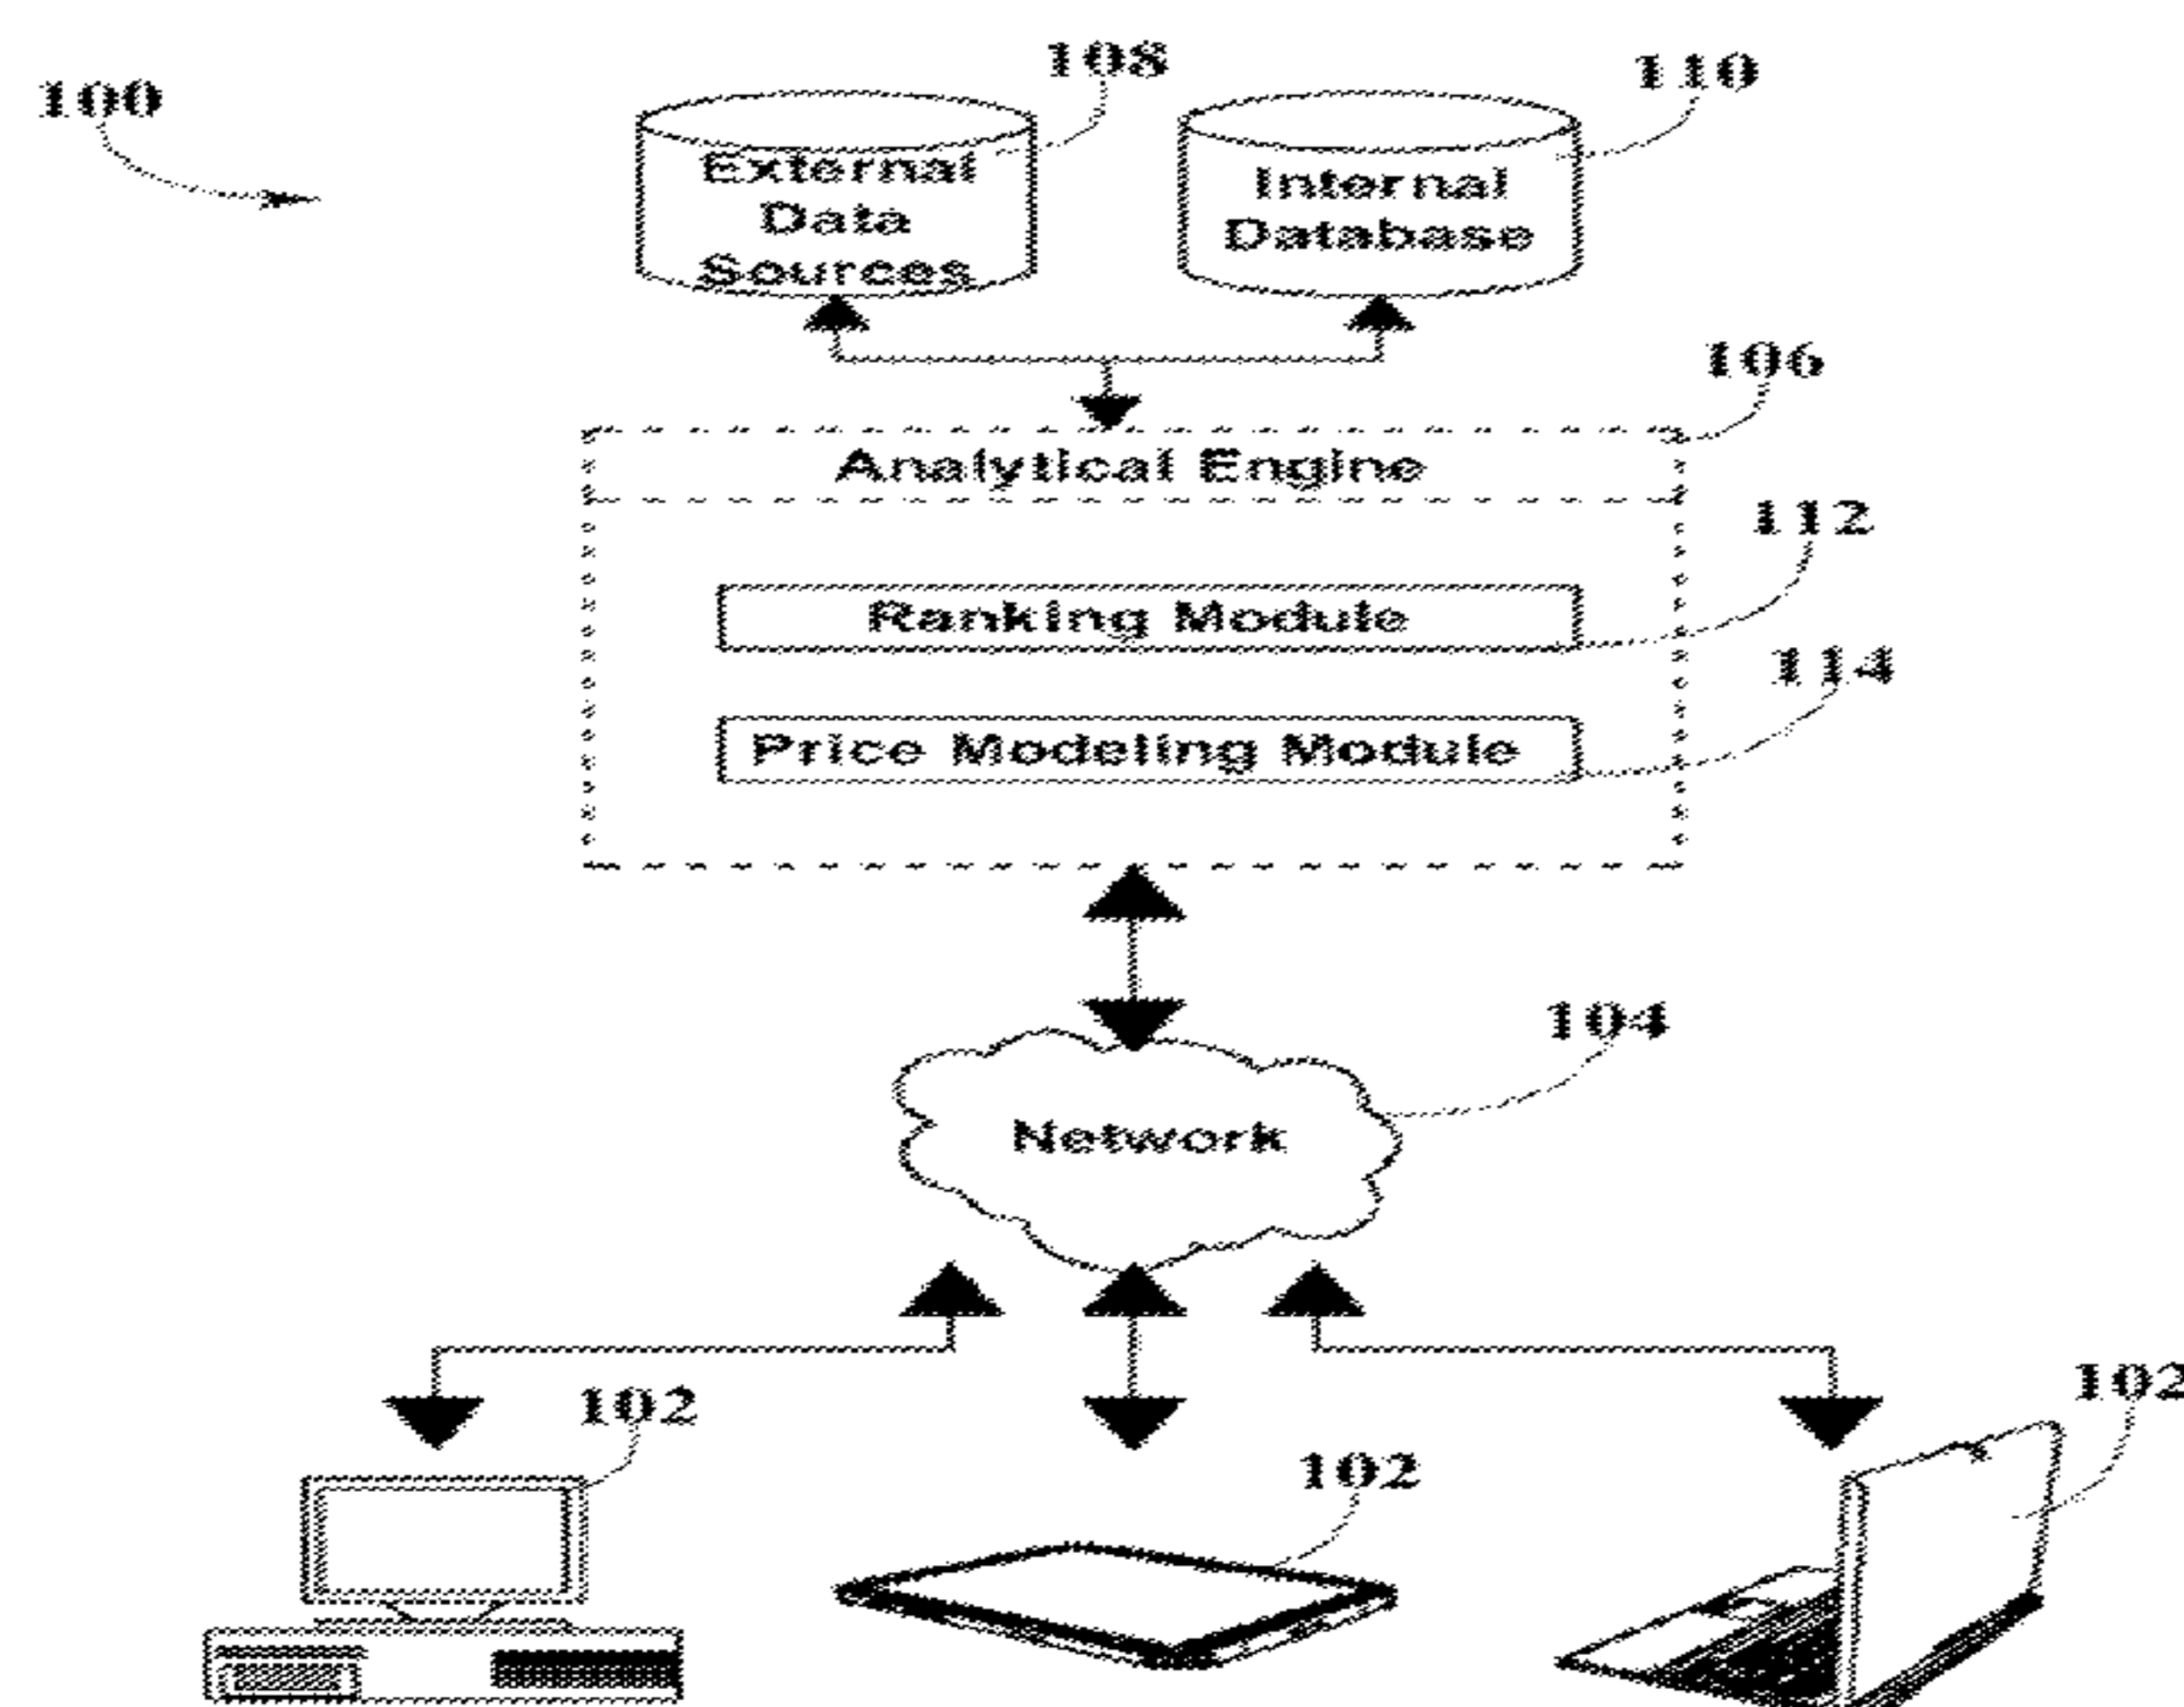 108
110
100
External
Data
Sources
Internal
Database
106
Analytical Engine
112
Ranking Module
114
Price Modeling Module
104
Network
102
102
102